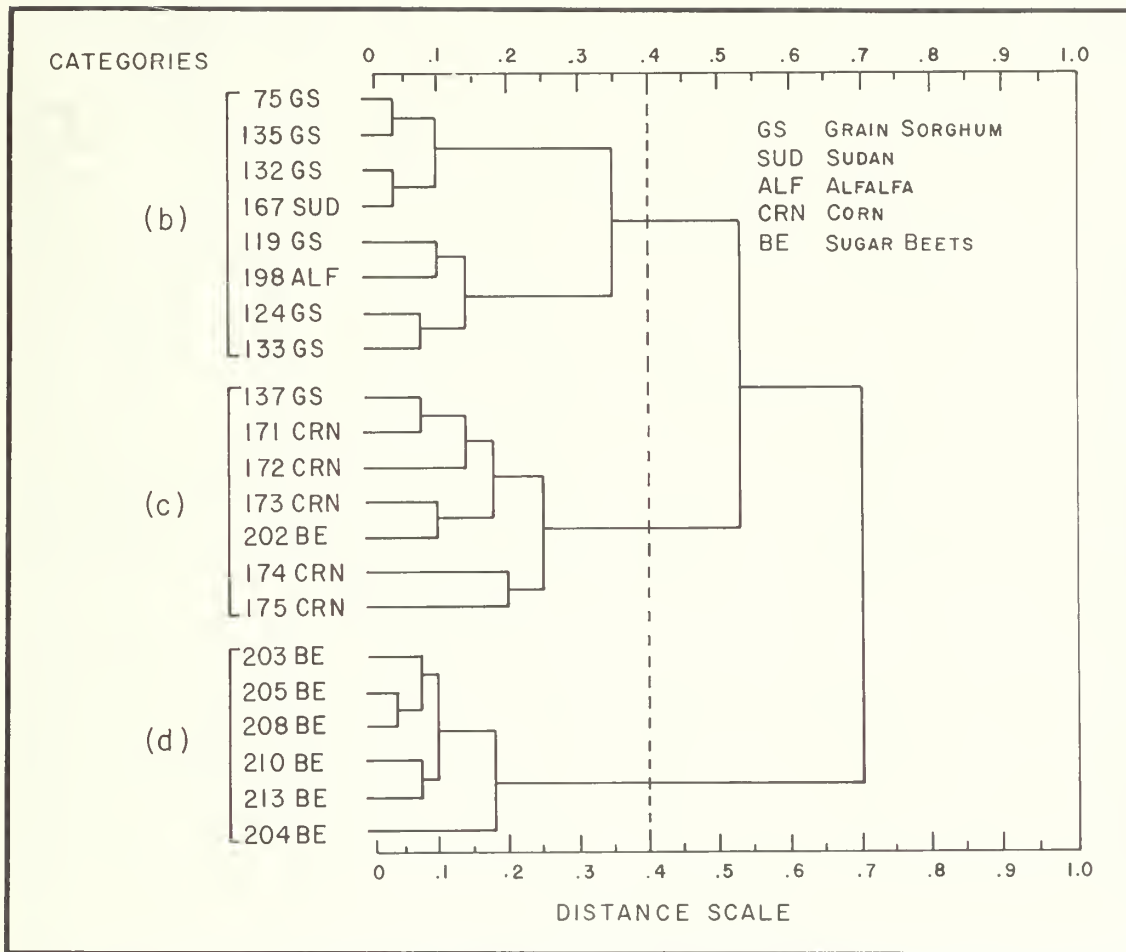 CATEGORIES
0 .1 .2 .3 .4 .5 .6 .7 .8 .9 1.0
75 GS
135 GS
132 GS
167 SUD
(b)
119 GS
198 ALF
124 GS
133 GS
GS GRAIN SORGHUM
SUD SUDAN
ALF ALFALFA
CRN CORN
BE SUGAR BEETS
137 GS
171 CRN
172 CRN
(c)
173 CRN
202 BE
174 CRN
175 CRN
203 BE
205 BE
208 BE
(d)
210 BE
213 BE
204 BE
0 .1 .2 .3 .4 .5 .6 .7 .8 .9 1.0
DISTANCE SCALE